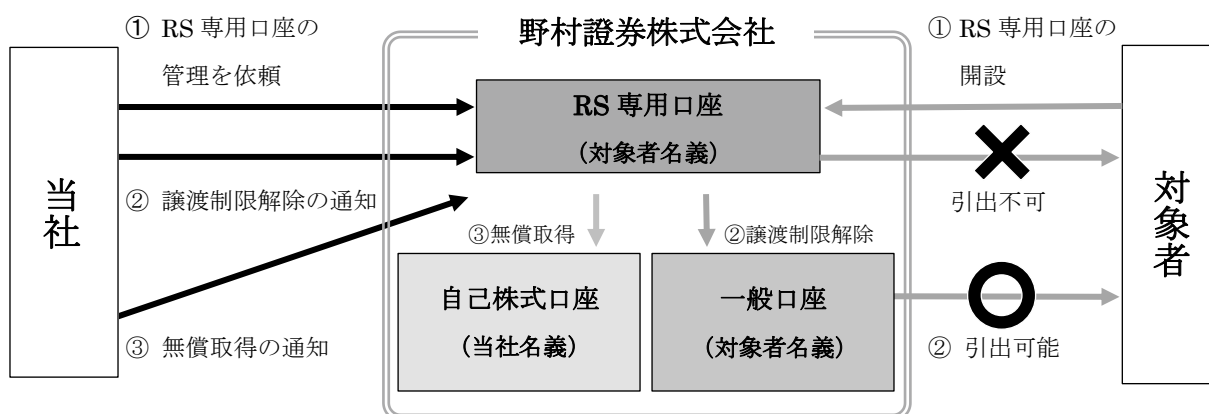 ① RS 専用口座の
管理を依頼
野村證券株式会社
① RS 専用口座の
開設
RS 専用口座
(対象者名義)
当社
対象者
引出不可
② 譲渡制限解除の通知
③無償取得
②譲渡制限解除
自己株式口座
(当社名義)
一般口座
(対象者名義)
③ 無償取得の通知
② 引出可能